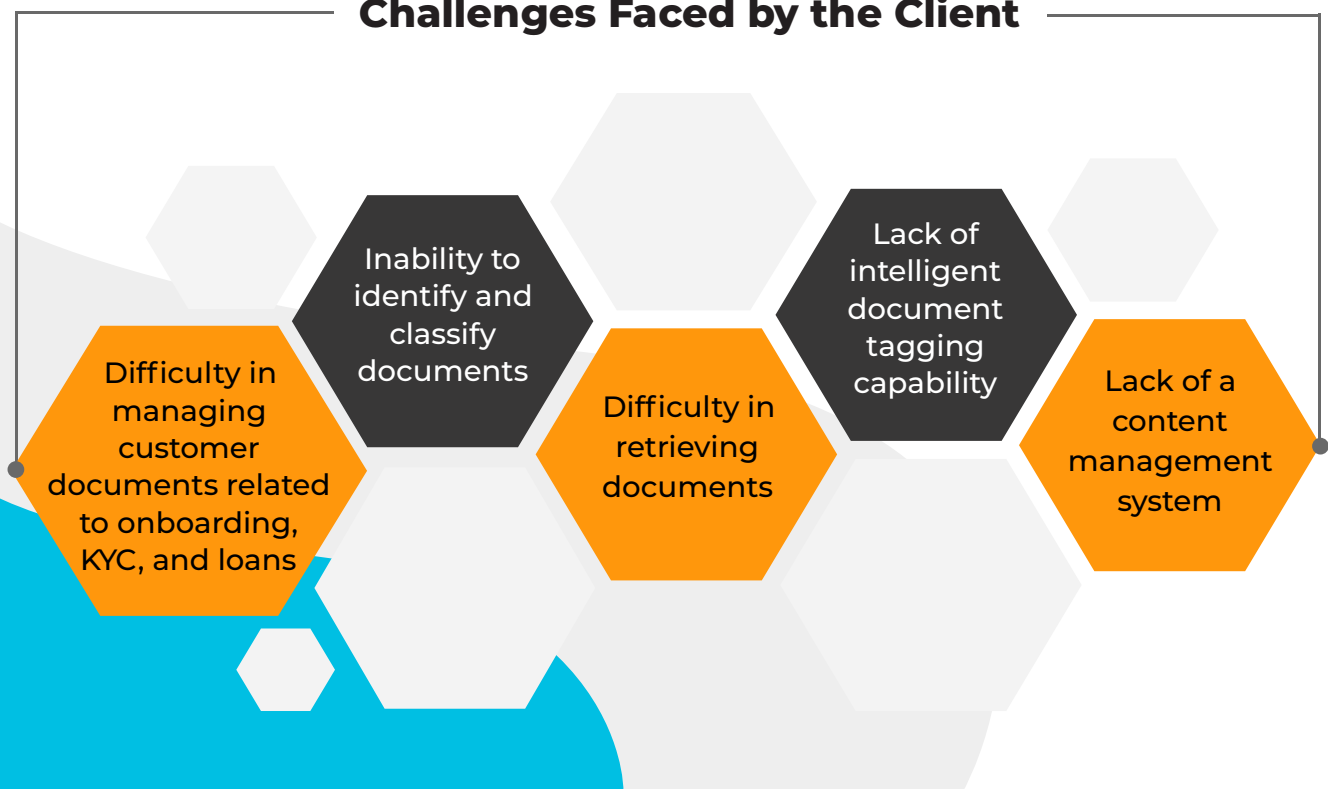 Challenges Faced by the Client
Difficulty in
managing
customer
documents related
to onboarding,
KYC, and loans
Inability to
identify and
classify
documents
Difficulty in
retrieving
documents
Lack of
intelligent
document
tagging
capability
Lack of a
content
management
system